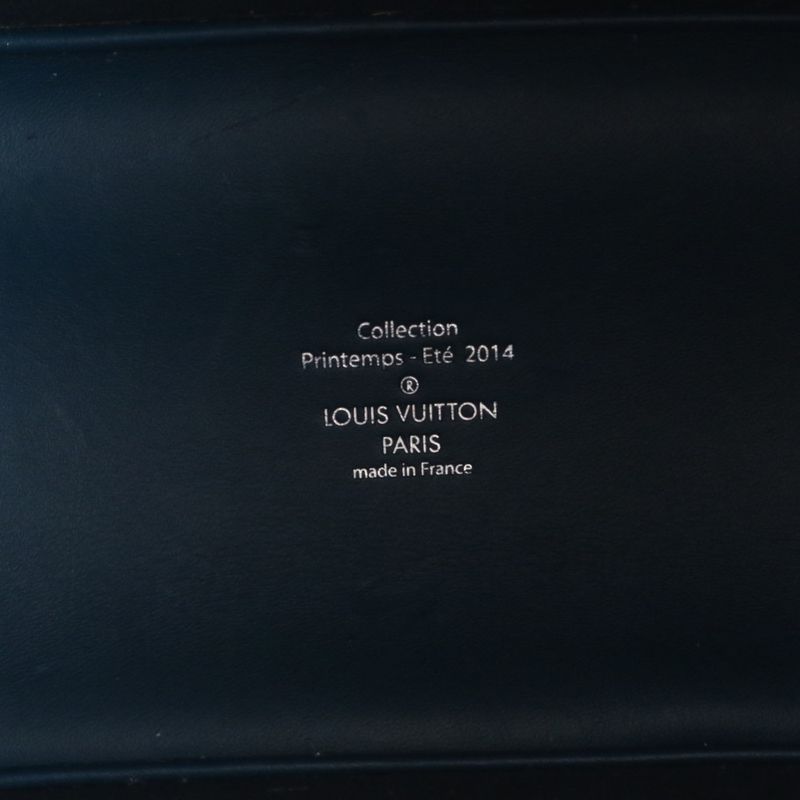 Collection
Printemps - Eté 2014
®
LOUIS VUITTON
PARIS
made in France